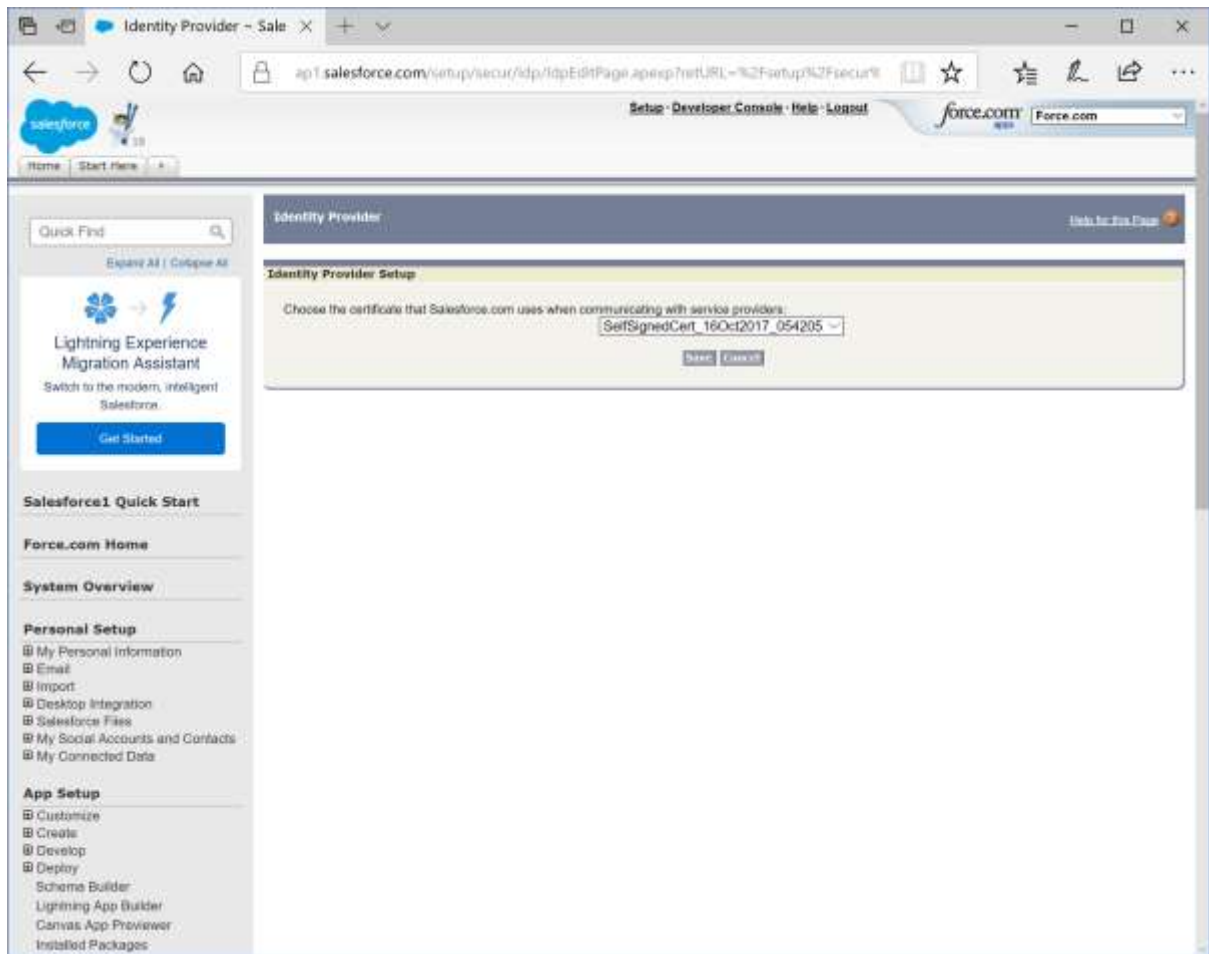 Identity Provider ~ Sale
ap1.salesforce.com/setup/secur/idp/IdpEditPage.apexp?retURL=%2Fsetup%2Fsecur%
salesforce
18
Setup · Developer Console · Help · Logout
force.com
apps
Force.com
Home
Start Here
+
Quick Find
Expand All | Collapse All
Lightning Experience
Migration Assistant
Switch to the modern, intelligent
Salesforce.
Get Started
Salesforce1 Quick Start
Force.com Home
System Overview
Personal Setup
My Personal Information
Email
Import
Desktop Integration
Salesforce Files
My Social Accounts and Contacts
My Connected Data
App Setup
Customize
Create
Develop
Deploy
Schema Builder
Lightning App Builder
Canvas App Previewer
Installed Packages
Identity Provider
Help for this Page
Identity Provider Setup
Choose the certificate that Salesforce.com uses when communicating with service providers:
SelfSignedCert_16Oct2017_054205
Save
Cancel